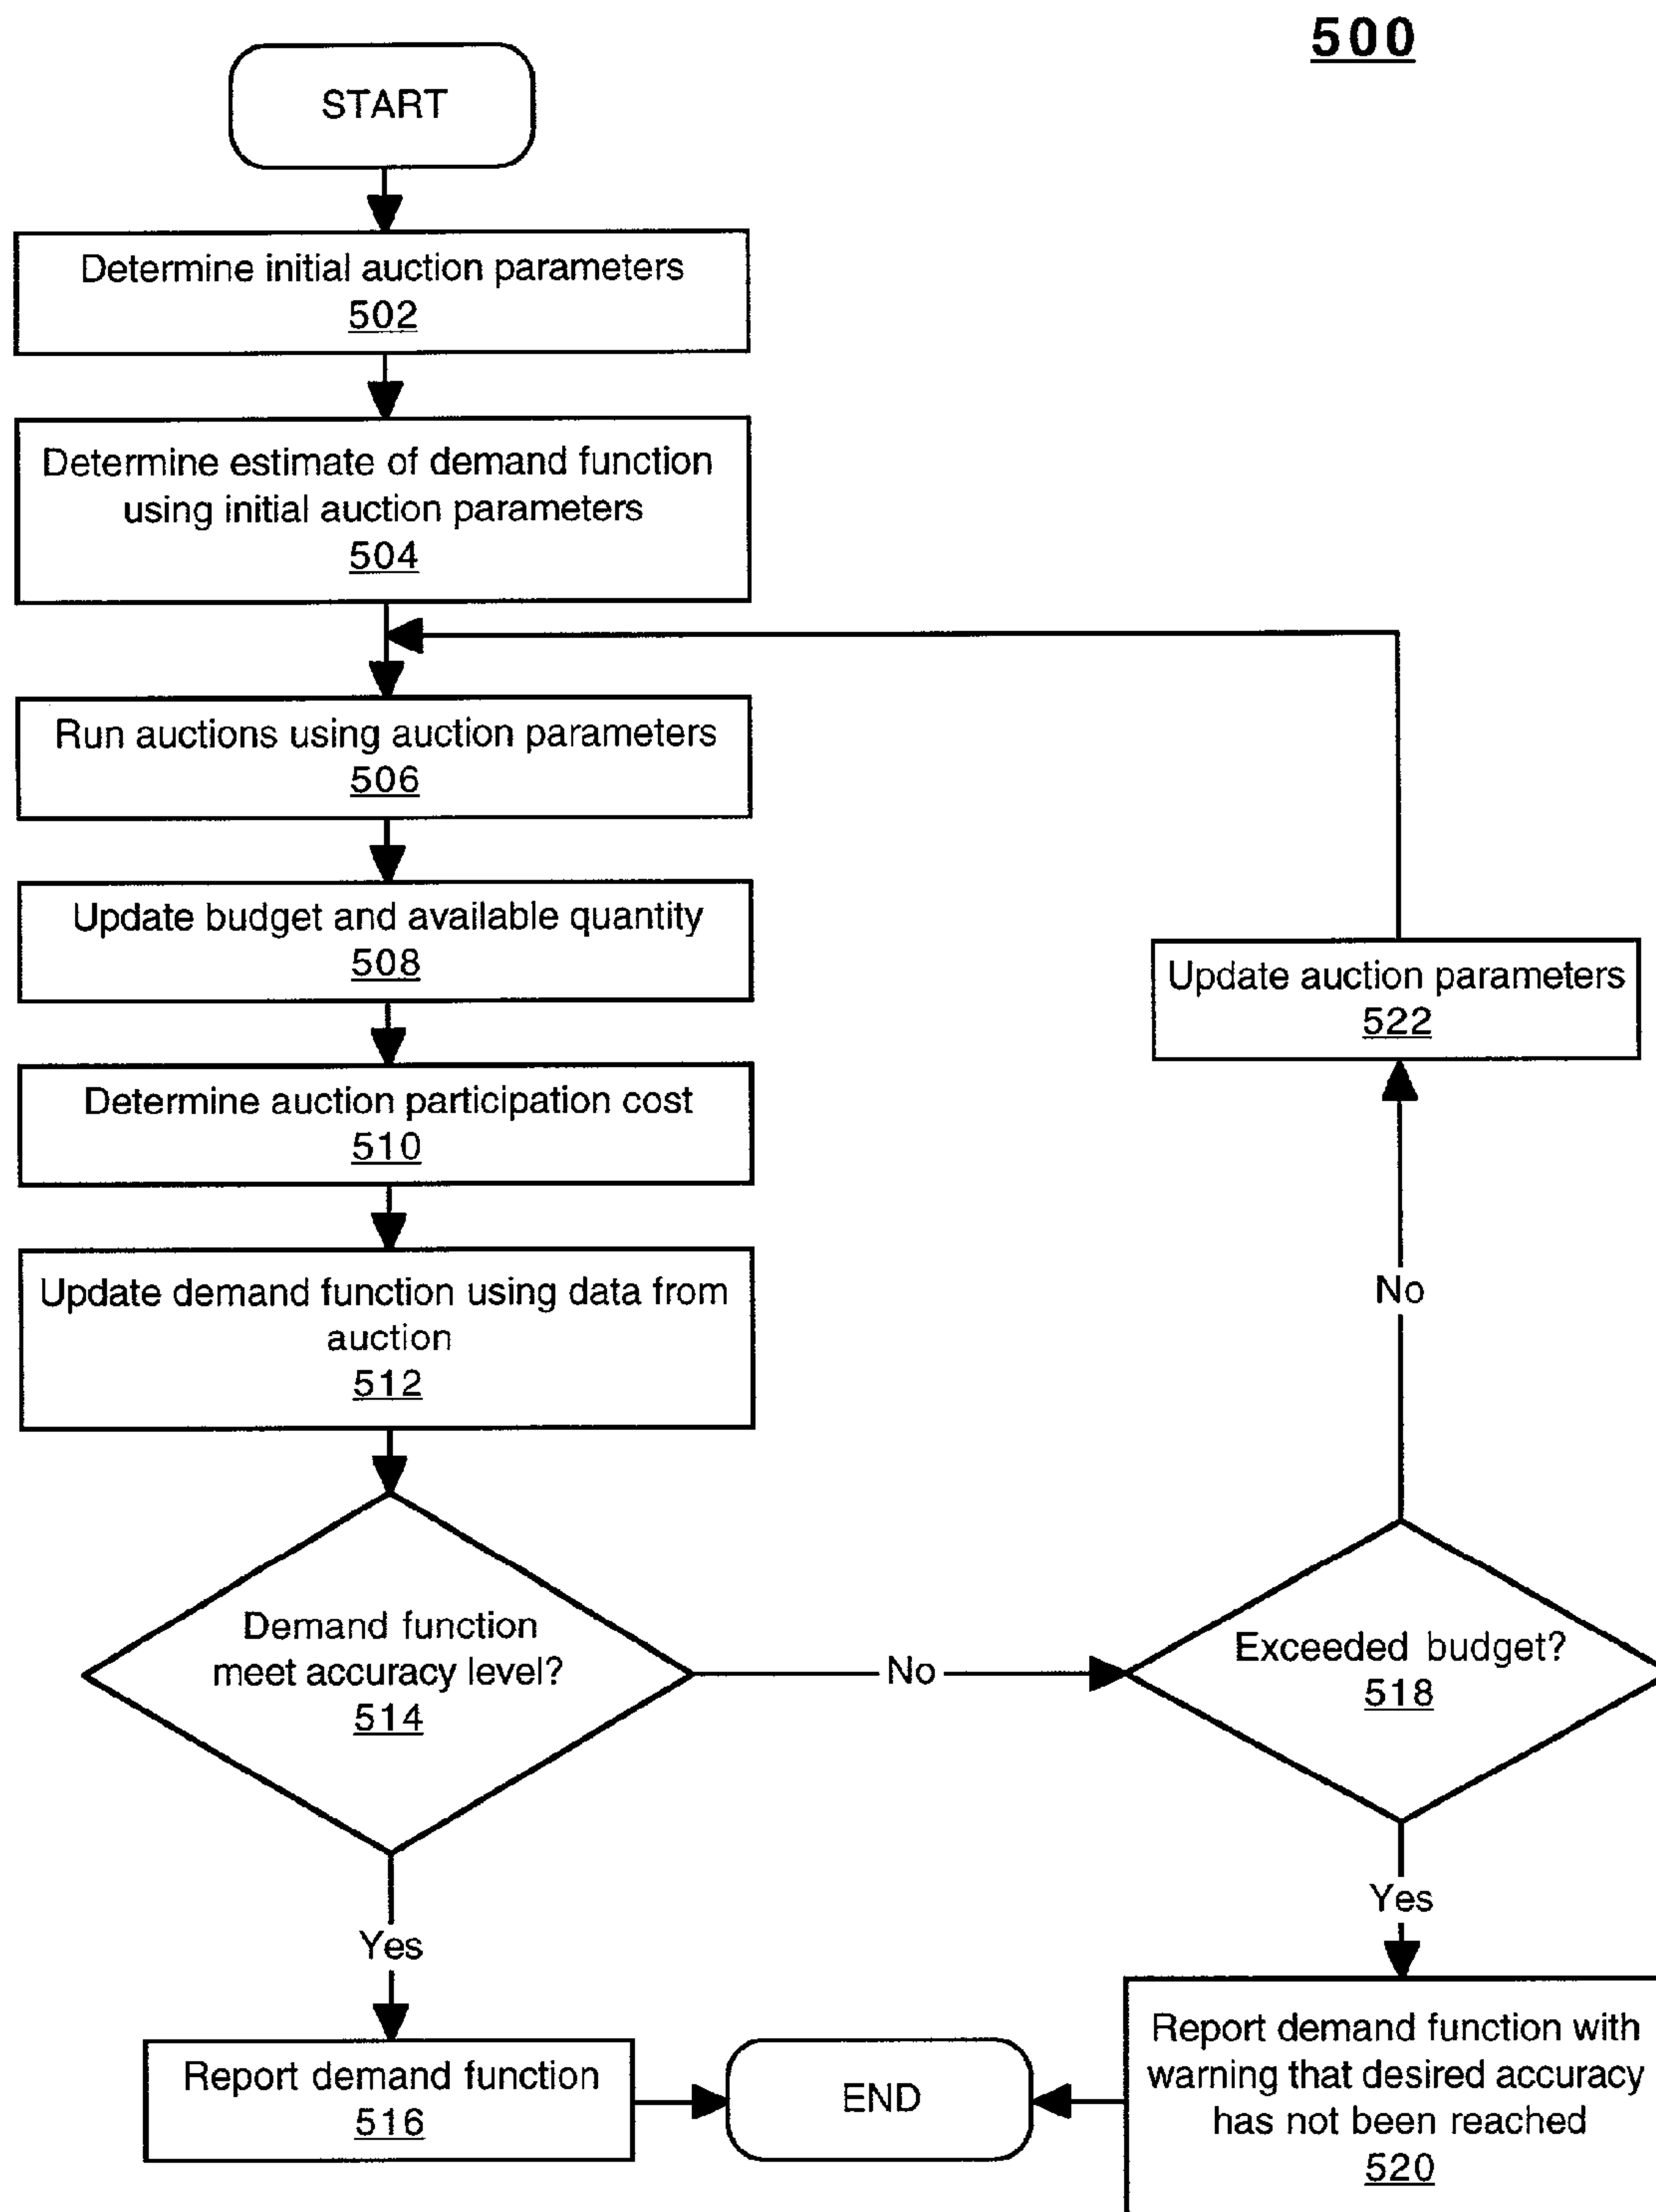 500
START
Determine initial auction parameters
502
Determine estimate of demand function
using initial auction parameters
504
Run auctions using auction parameters
506
Update budget and available quantity
508
Update auction parameters
522
Determine auction participation cost
510
Update demand function using data from
auction
512
No
Demand function
meet accuracy level?
514
No
Exceeded budget?
518
Yes
Yes
Report demand function
516
END
Report demand function with
warning that desired accuracy
has not been reached
520